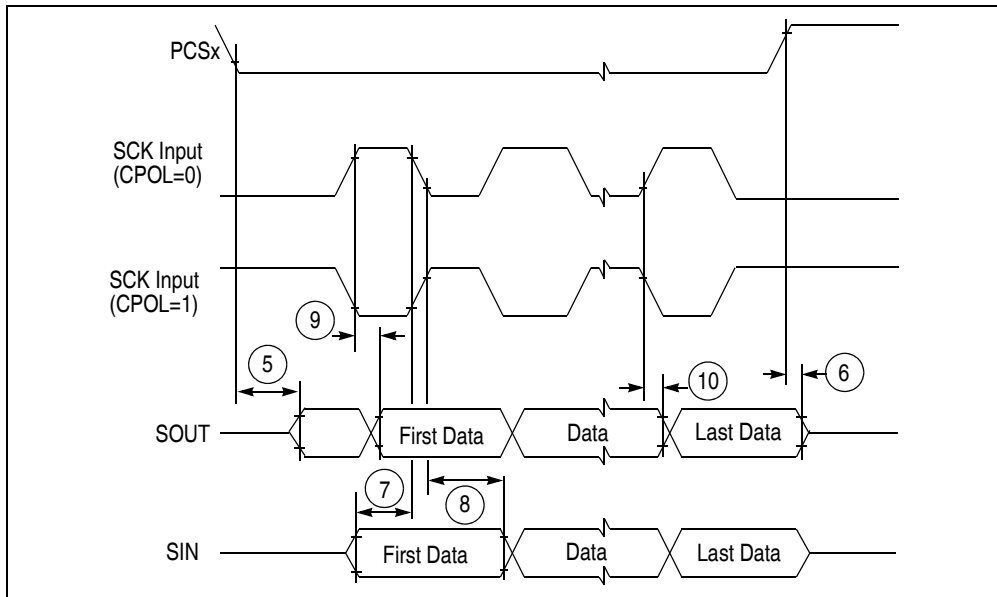 PCSx
SCK Input
(CPOL=0)
SCK Input
(CPOL=1)
9
5
10
6
SOUT
First Data
Data
Last Data
7
8
SIN
First Data
Data
Last Data